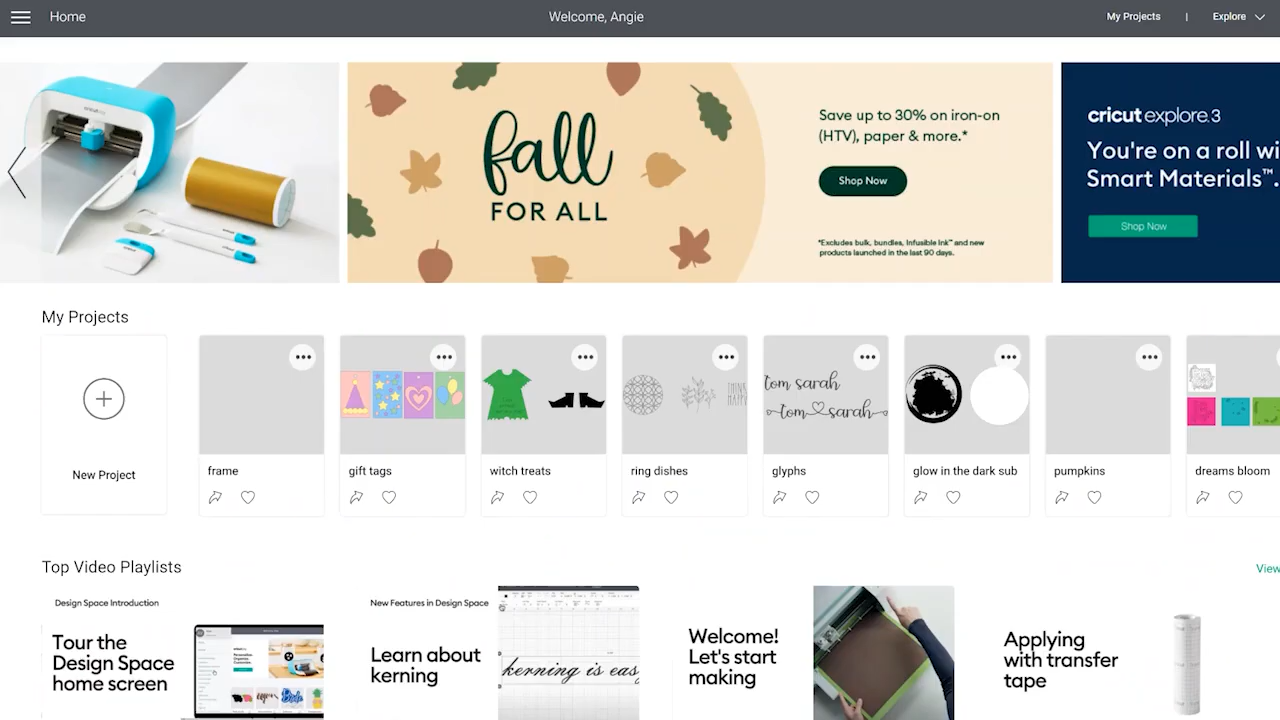 Home
Welcome, Angie
My Projects | Explore
cricut
fall
FOR ALL
Save up to 30% on iron-on
(HTV), paper & more.*
Shop Now
*Excludes bulk, bundles, Infusible Ink™ and new
products launched in the last 90 days.
cricut explore 3
You're on a roll wi
Smart Materials™.
Shop Now
My Projects
New Project
tom sarah
tom sarah
THINK
HAPPY
frame
gift tags
witch treats
ring dishes
glyphs
glow in the dark sub
pumpkins
dreams bloom
Top Video Playlists
View
Design Space Introduction
Tour the
Design Space
home screen
New Features in Design Space
Learn about
kerning
kerning is eas
Welcome!
Let's start
making
Applying
with transfer
tape